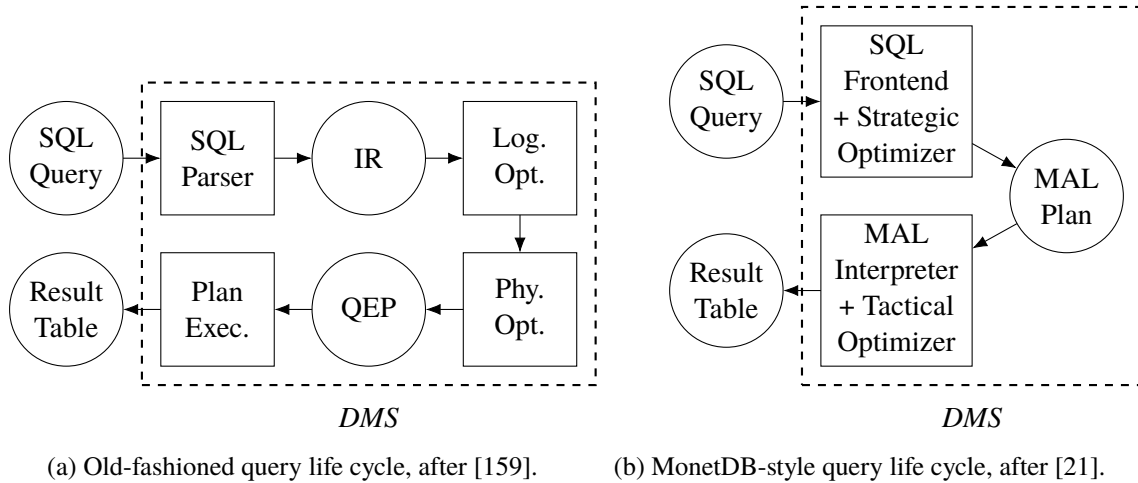 SQL
Query
SQL
Parser
IR
Log.
Opt.
Result
Table
Plan
Exec.
QEP
Phy.
Opt.
DMS
(a) Old-fashioned query life cycle, after [159].
SQL
Query
SQL
Frontend
+ Strategic
Optimizer
MAL
Plan
Result
Table
MAL
Interpreter
+ Tactical
Optimizer
DMS
(b) MonetDB-style query life cycle, after [21].